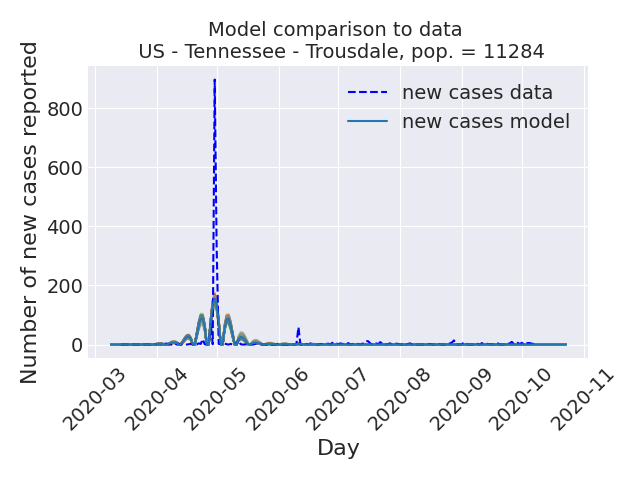 Model comparison to data
US - Tennessee - Trousdale, pop. = 11284
Number of new cases reported
800
600
400
200
0
new cases data
new cases model
2020-03
2020-04
2020-05
2020-06
2020-07
2020-08
2020-09
2020-10
2020-11
Day